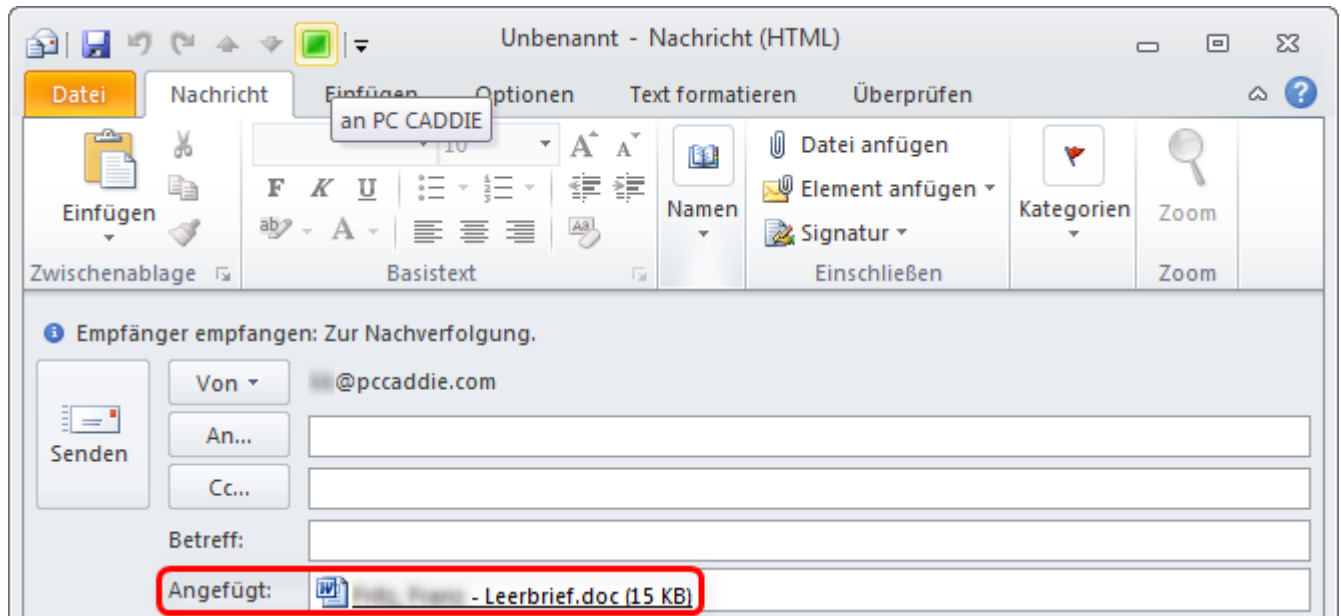 Unbenannt - Nachricht (HTML)
Datei Nachricht Einfügen Optionen Text formatieren Überprüfen
an PC CADDIE
10 A A
Einfügen
F K U
Namen
Datei anfügen
Element anfügen
Signatur
Kategorien
Zoom
ab A Aa
Zwischenablage Basistext Einschließen Zoom
Empfänger empfangen: Zur Nachverfolgung.
Senden
Von @pccaddie.com
An...
Cc...
Betreff:
Angefügt: - Leerbrief.doc (15 KB)